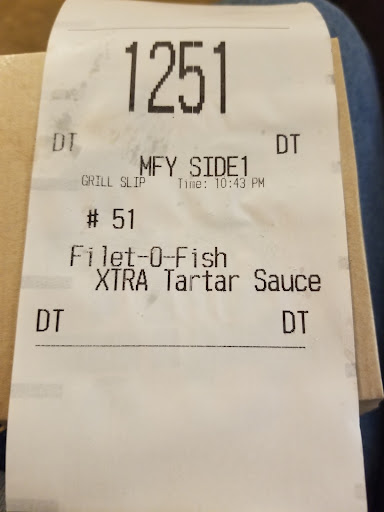 1251
DT DT
MFY SIDE1
GRILL SLIP Time: 10:43 PM
# 51
Filet-O-Fish
XTRA Tartar Sauce
DT DT